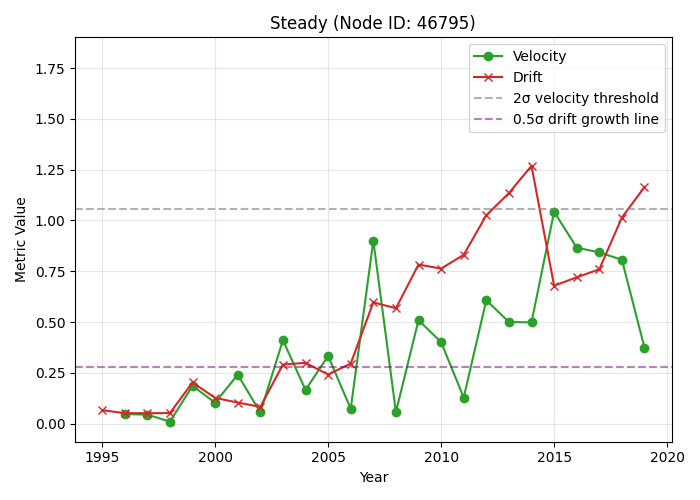 Steady (Node ID: 46795)
Velocity
Drift
2σ velocity threshold
0.5σ drift growth line
Metric Value
1.75
1.50
1.25
1.00
0.75
0.50
0.25
0.00
1995 2000 2005 2010 2015 2020
Year